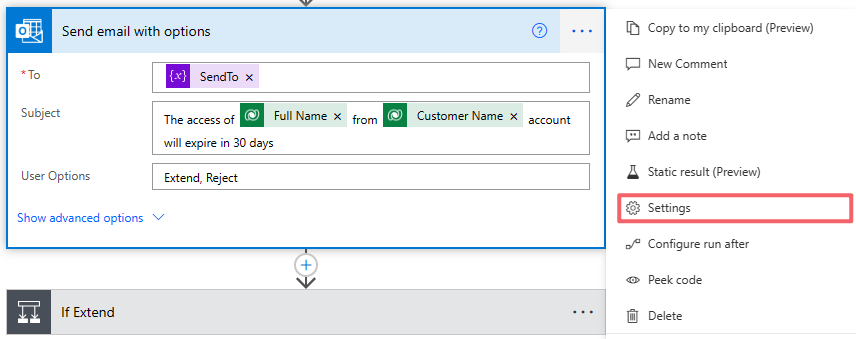 Send email with options
?
...
* To
{x} SendTo ×
Subject
The access of Full Name × from Customer Name × account
will expire in 30 days
User Options
Extend, Reject
Show advanced options
If Extend
...
Copy to my clipboard (Preview)
New Comment
Rename
Add a note
Static result (Preview)
Settings
Configure run after
Peek code
Delete